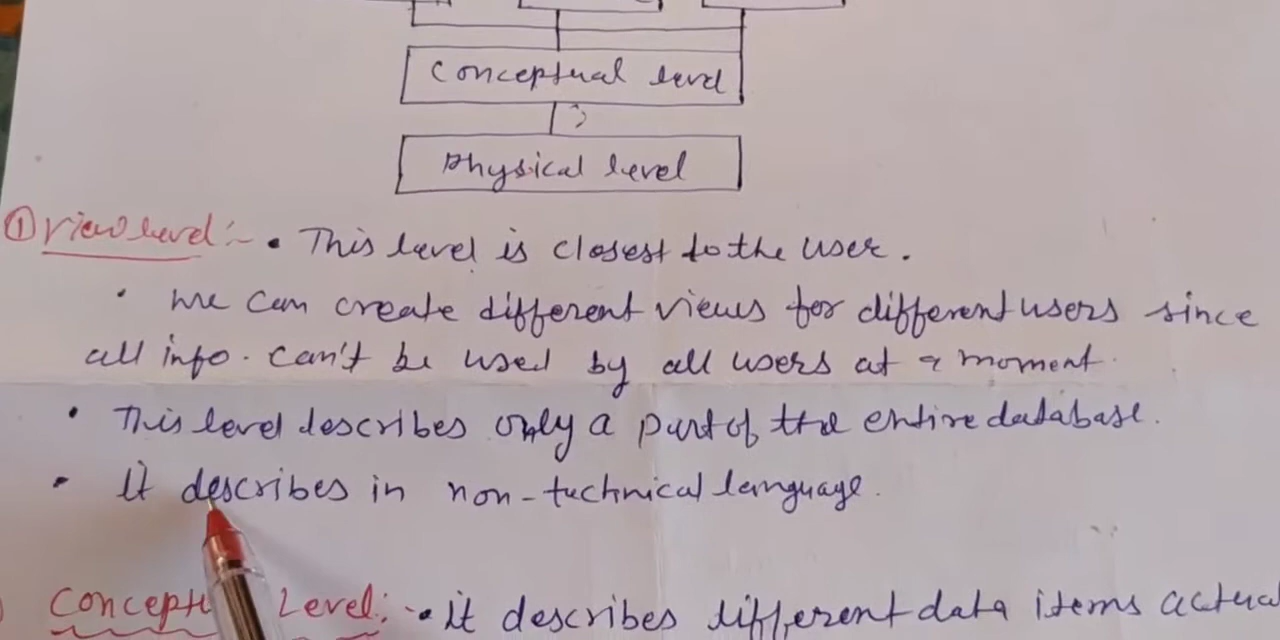 Conceptual level
Physical level
① View level :- • This level is closest to the user.
• We can create different views for different users since
all info. can't be used by all users at a moment.
• This level describes only a part of the entire database.
• It describes in non-technical language.
Conceptu Level: - • it describes different data items actual